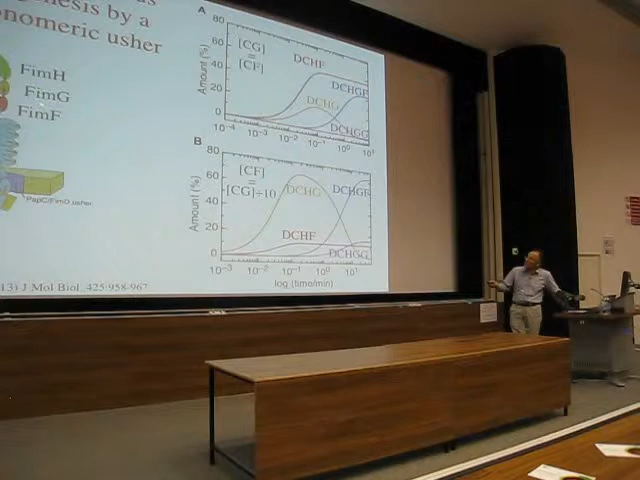 genesis by a
nomeric usher
FimH
FimG
FimF
PapC/FimD usher
13) J Mol Biol, 425:958-967
A
80
60
40
20
0
Amount (%)
[CG]
=
[CF]
DCHF
DCHGF
DCHG
DCHGG
10⁻⁴ 10⁻³ 10⁻² 10⁻¹ 10⁰ 10¹
B
80
60
40
20
0
Amount (%)
[CF]
=
[CG]÷10
DCHG
DCHGF
DCHF
DCHGG
10⁻³ 10⁻² 10⁻¹ 10⁰ 10¹
log (time/min)